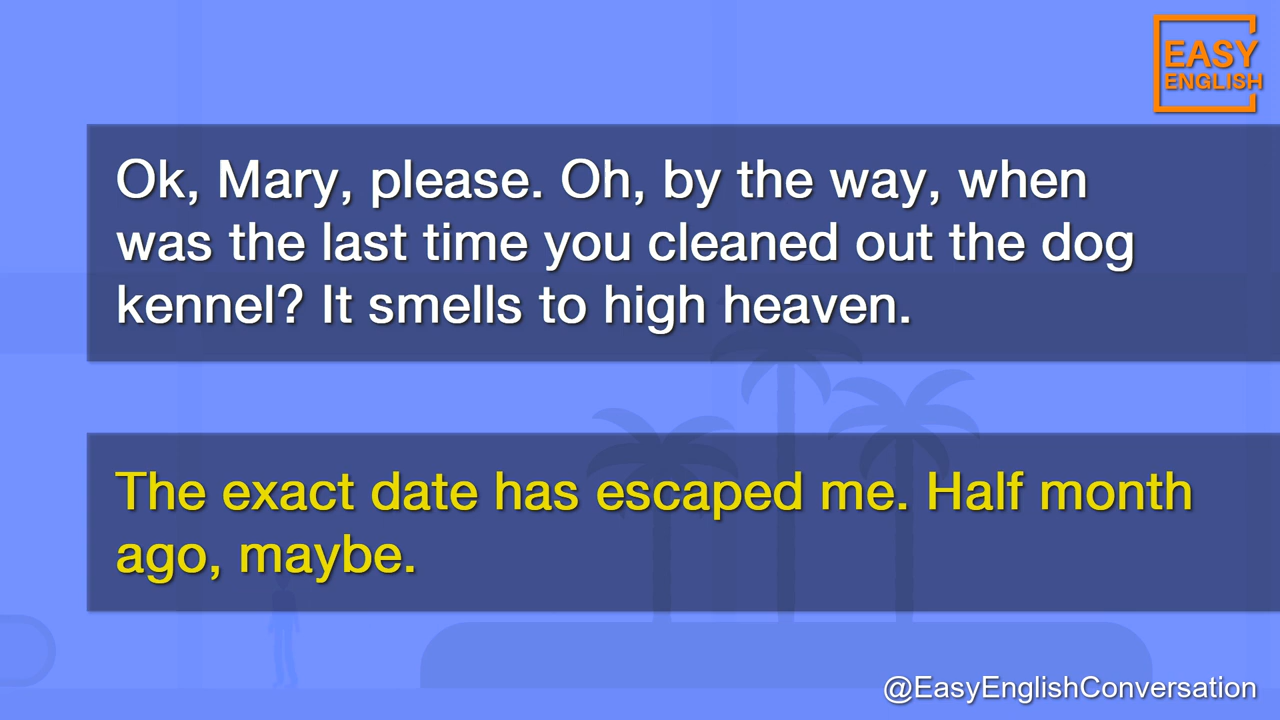 EASY
ENGLISH
Ok, Mary, please. Oh, by the way, when
was the last time you cleaned out the dog
kennel? It smells to high heaven.
The exact date has escaped me. Half month
ago, maybe.
@EasyEnglishConversation